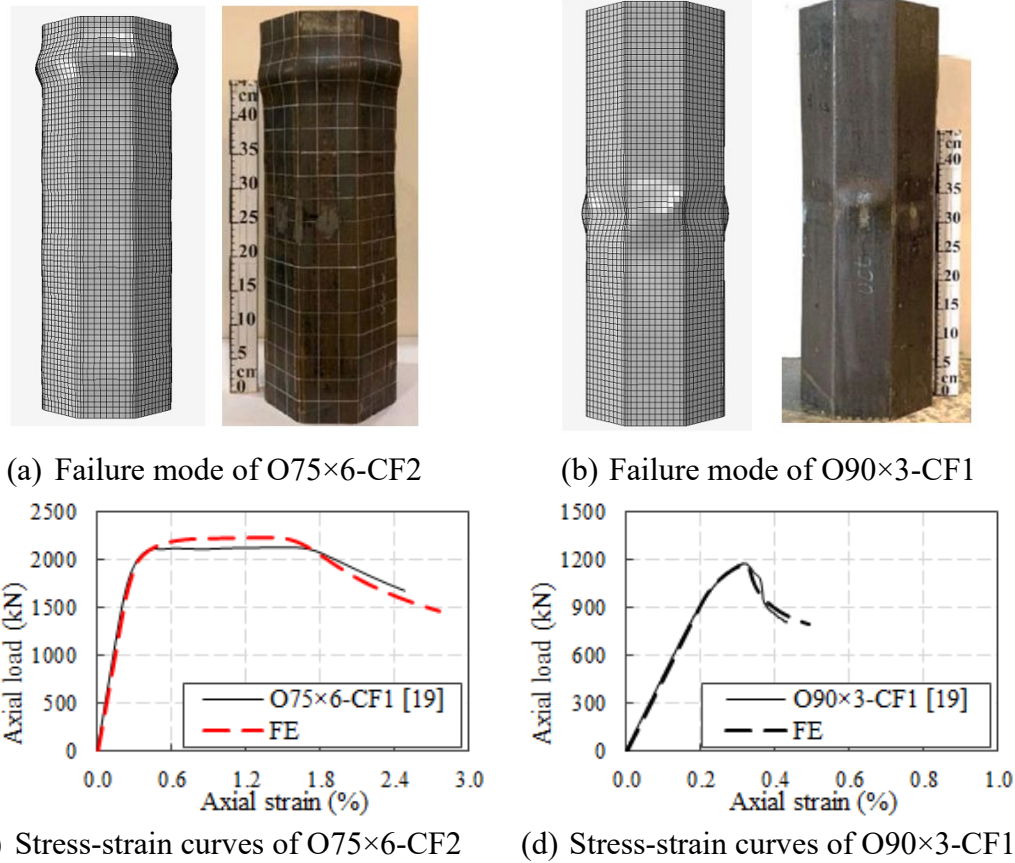 cm
45
40
35
30
25
20
15
10
5
cm
0
cm
40
35
30
25
20
15
10
5
cm
0
(a) Failure mode of O75×6-CF2
(b) Failure mode of O90×3-CF1
2500
2000
1500
1000
500
0
Axial load (kN)
O75×6-CF1 [19]
FE
0.0 0.6 1.2 1.8 2.4 3.0
Axial strain (%)
1500
1200
900
600
300
0
Axial load (kN)
O90×3-CF1 [19]
FE
0.0 0.2 0.4 0.6 0.8 1.0
Axial strain (%)
) Stress-strain curves of O75×6-CF2
(d) Stress-strain curves of O90×3-CF1